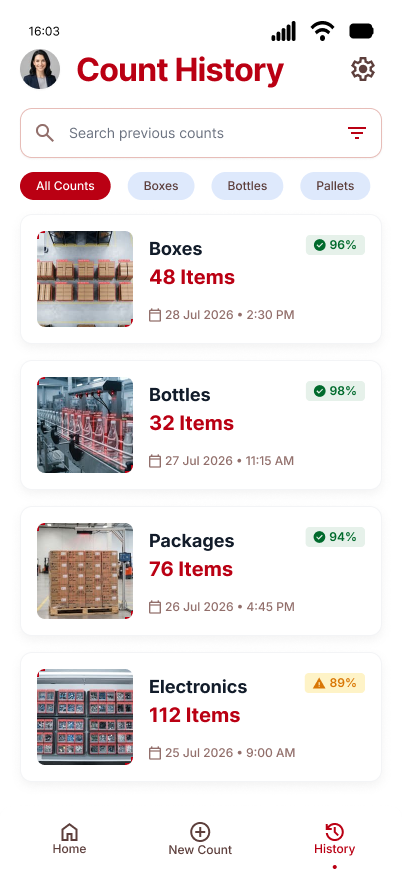 16:03
Count History
Search previous counts
All Counts
Boxes
Bottles
Pallets
Boxes
96%
48 Items
28 Jul 2026 • 2:30 PM
Bottles
98%
32 Items
27 Jul 2026 • 11:15 AM
Packages
94%
76 Items
26 Jul 2026 • 4:45 PM
Electronics
89%
112 Items
25 Jul 2026 • 9:00 AM
Home
New Count
History